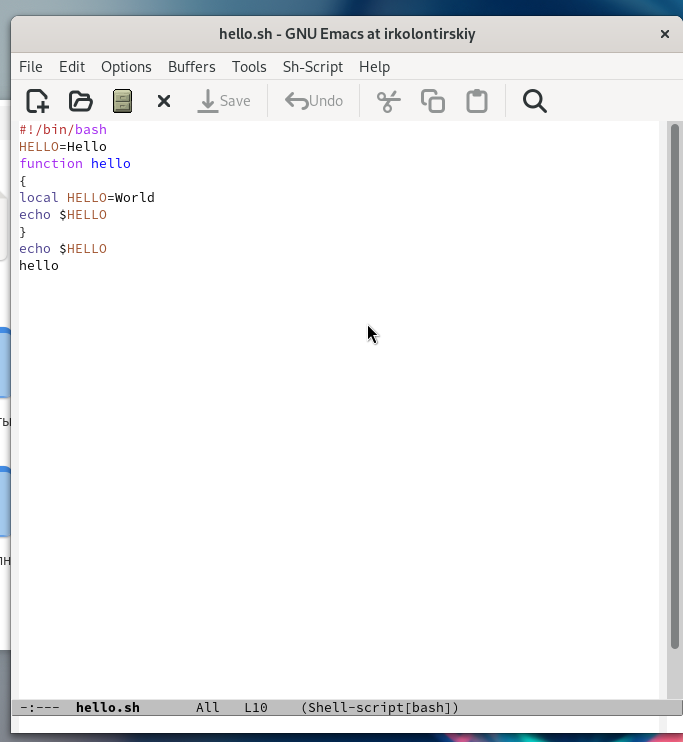 hello.sh - GNU Emacs at irkolontirskiy
File Edit Options Buffers Tools Sh-Script Help
Save Undo
#!/bin/bash
HELLO=Hello
function hello
{
local HELLO=World
echo $HELLO
}
echo $HELLO
hello
ты
-:--- hello.sh All L10 (Shell-script[bash])